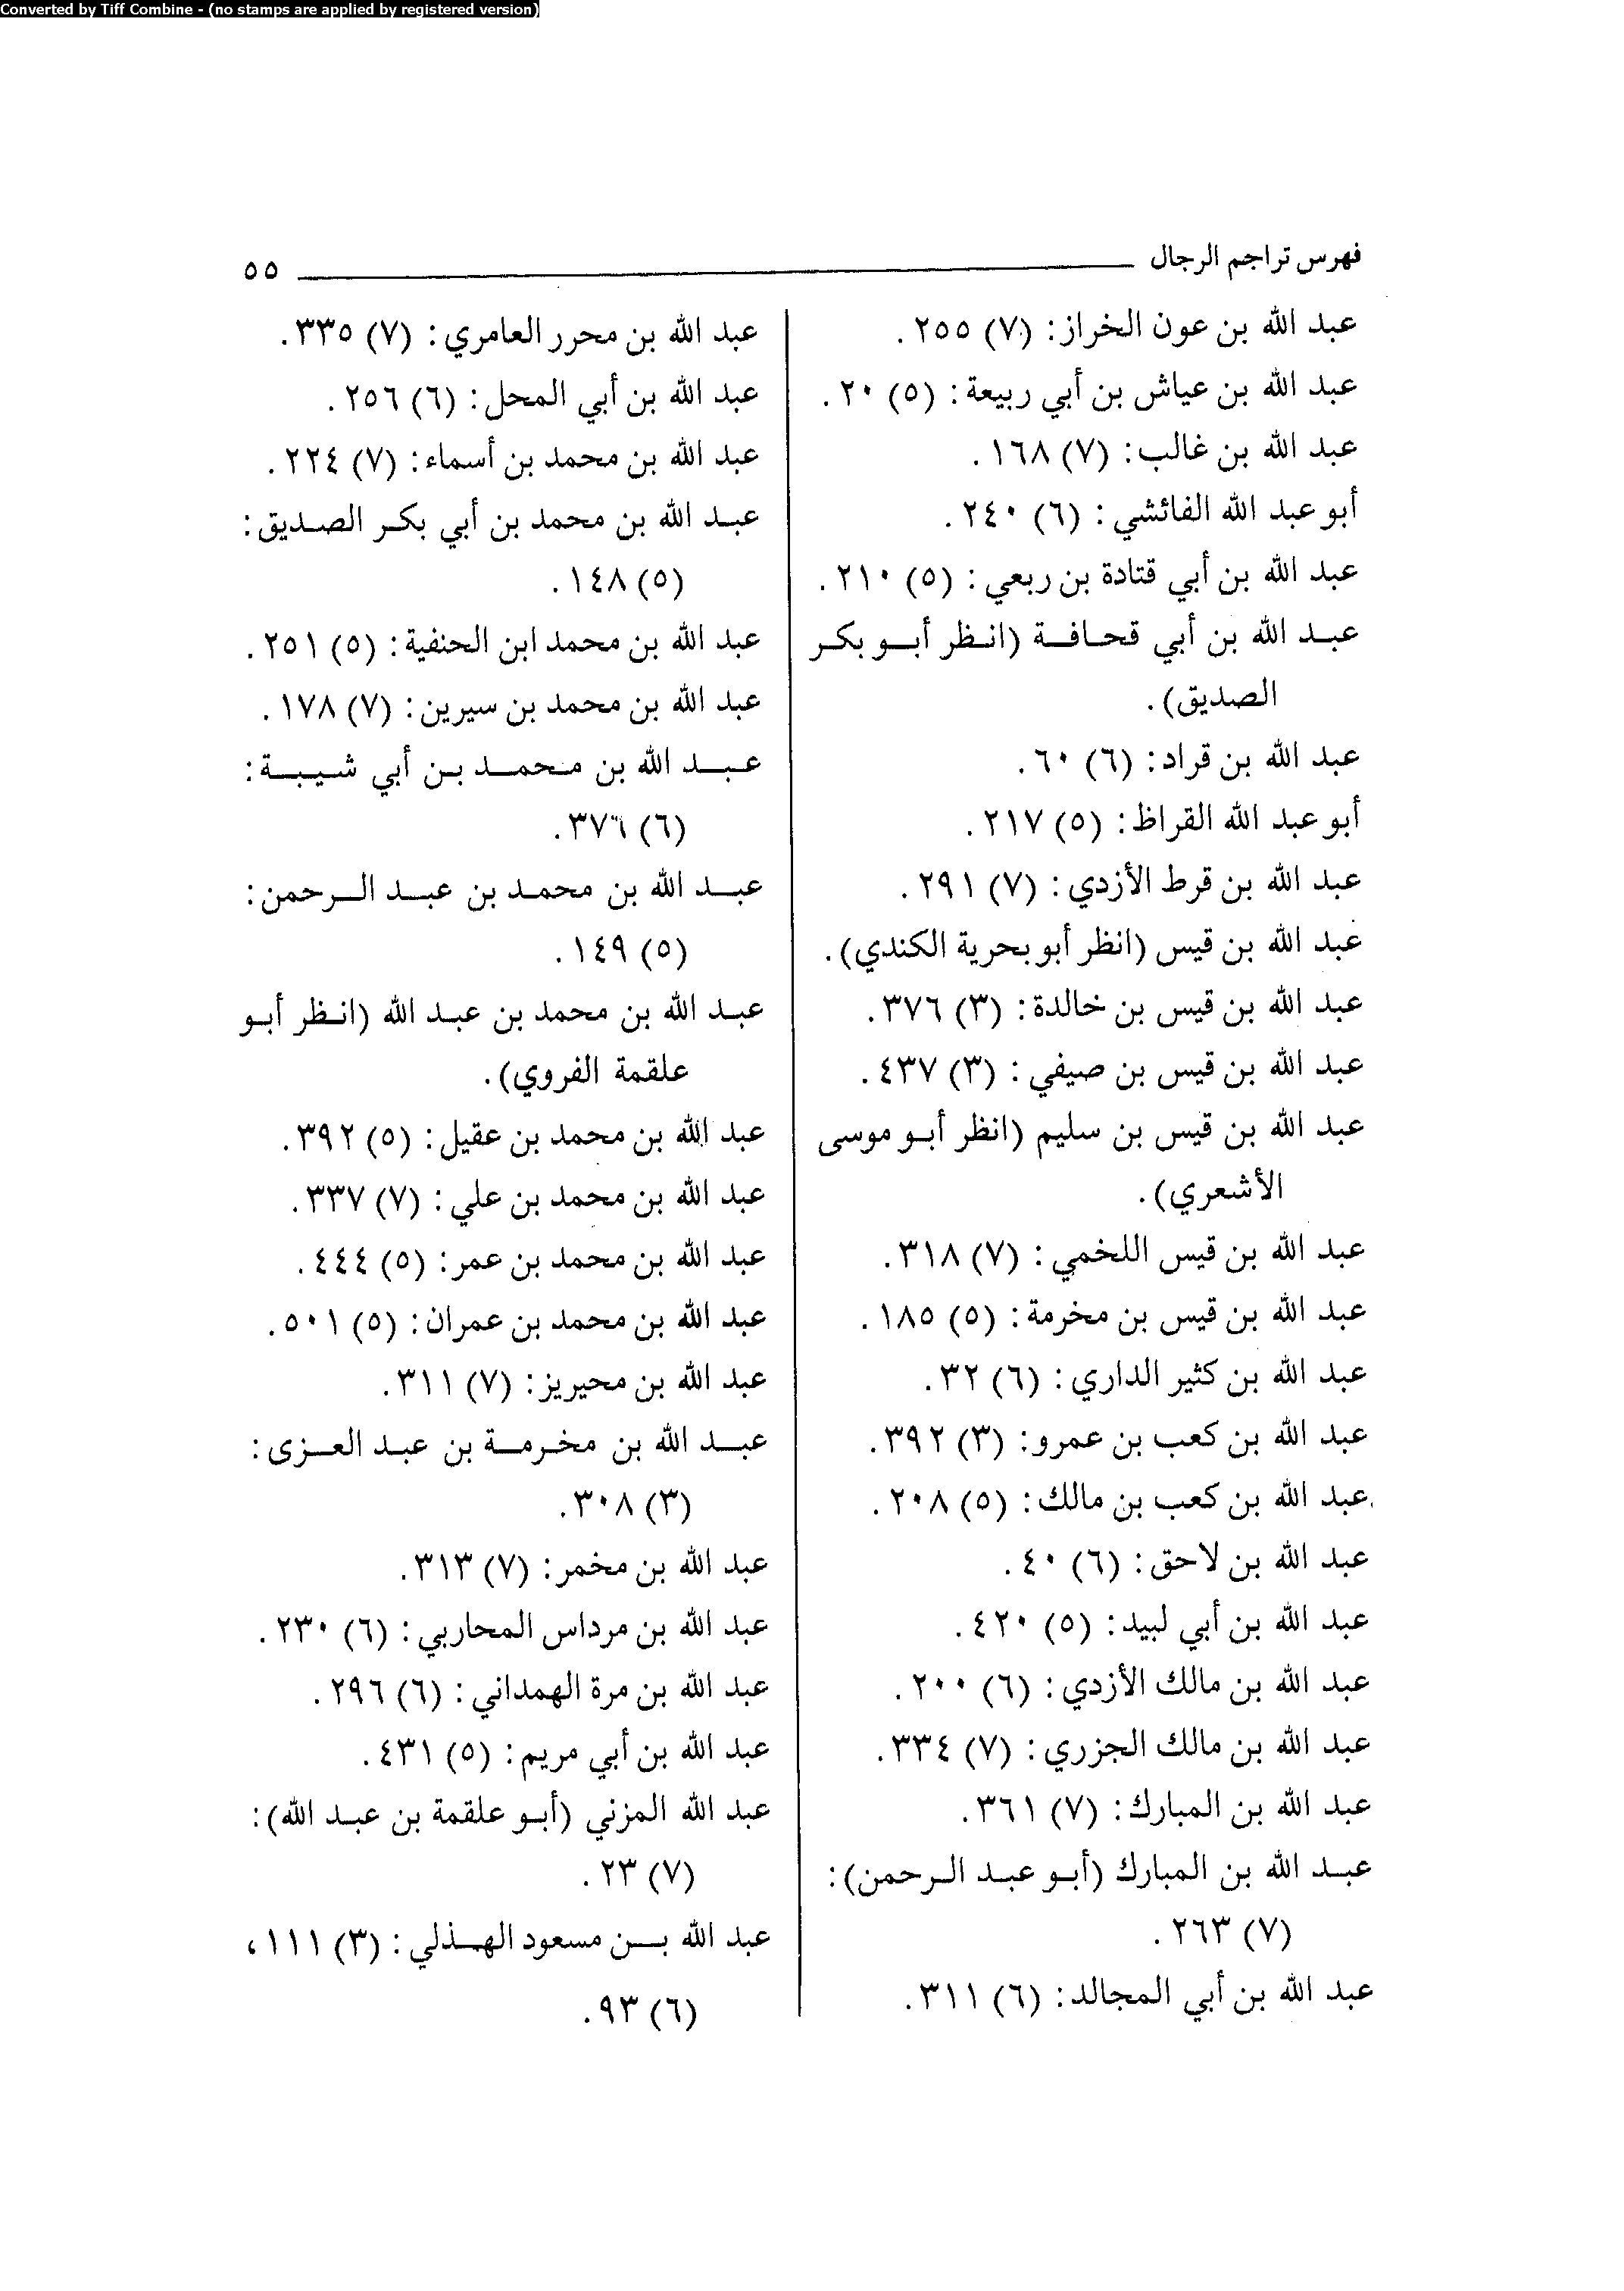 Converted by Tiff Combine - (no stamps are applied by registered version)
فهرس تراجم الرجال ٥٥
عبد الله بن عون الخراز: (٧) ٢٥٥.
عبد الله بن عياش بن أبي ربيعة: (٥) ٢٠.
عبد الله بن غالب: (٧) ١٦٨.
أبو عبد الله الفائشي: (٦) ٢٤٠.
عبد الله بن أبي قتادة بن ربعي: (٥) ٢١٠.
عبد الله بن أبي قحافة (انظر أبو بكر
الصديق).
عبد الله بن قراد: (٦) ٦٠.
أبو عبد الله القراظ: (٥) ٢١٧.
عبد الله بن قرط الأزدي: (٧) ٢٩١.
عبد الله بن قيس (انظر أبو بحرية الكندي).
عبد الله بن قيس بن خالدة: (٣) ٣٧٦.
عبد الله بن قيس بن صيفي: (٣) ٤٣٧.
عبد الله بن قيس بن سليم (انظر أبو موسى
الأشعري).
عبد الله بن قيس اللخمي: (٧) ٣١٨.
عبد الله بن قيس بن مخرمة: (٥) ١٨٥.
عبد الله بن كثير الداري: (٦) ٣٢.
عبد الله بن كعب بن عمرو: (٣) ٣٩٢.
عبد الله بن كعب بن مالك: (٥) ٢٠٨.
عبد الله بن لاحق: (٦) ٤٠.
عبد الله بن أبي لبيد: (٥) ٤٢٠.
عبد الله بن مالك الأزدي: (٦) ٢٠٠.
عبد الله بن مالك الجزري: (٧) ٣٣٤.
عبد الله بن المبارك: (٧) ٣٦١.
عبد الله بن المبارك (أبو عبد الرحمن):
(٧) ٢٦٣.
عبد الله بن أبي المجالد: (٦) ٣١١.
عبد الله بن محرر العامري: (٧) ٣٣٥.
عبد الله بن أبي المحل: (٦) ٢٥٦.
عبد الله بن محمد بن أسماء: (٧) ٢٢٤.
عبد الله بن محمد بن أبي بكر الصديق:
(٥) ١٤٨.
عبد الله بن محمد ابن الحنفية: (٥) ٢٥١.
عبد الله بن محمد بن سيرين: (٧) ١٧٨.
عبد الله بن محمد بن أبي شيبة:
(٦) ٣٧٦.
عبد الله بن محمد بن عبد الرحمن:
(٥) ١٤٩.
عبد الله بن محمد بن عبد الله (انظر أبو
علقمة الفروي).
عبد الله بن محمد بن عقيل: (٥) ٣٩٢.
عبد الله بن محمد بن علي: (٧) ٣٣٧.
عبد الله بن محمد بن عمر: (٥) ٤٤٤.
عبد الله بن محمد بن عمران: (٥) ٥٠١.
عبد الله بن محيريز: (٧) ٣١١.
عبد الله بن مخرمة بن عبد العزى:
(٣) ٣٠٨.
عبد الله بن مخمر: (٧) ٣١٣.
عبد الله بن مرداس المحاربي: (٦) ٢٣٠.
عبد الله بن مرة الهمداني: (٦) ٢٩٦.
عبد الله بن أبي مريم: (٥) ٤٣١.
عبد الله المزني (أبو علقمة بن عبد الله):
(٧) ٢٣.
عبد الله بن مسعود الهذلي: (٣) ١١١،
(٦) ٩٣.